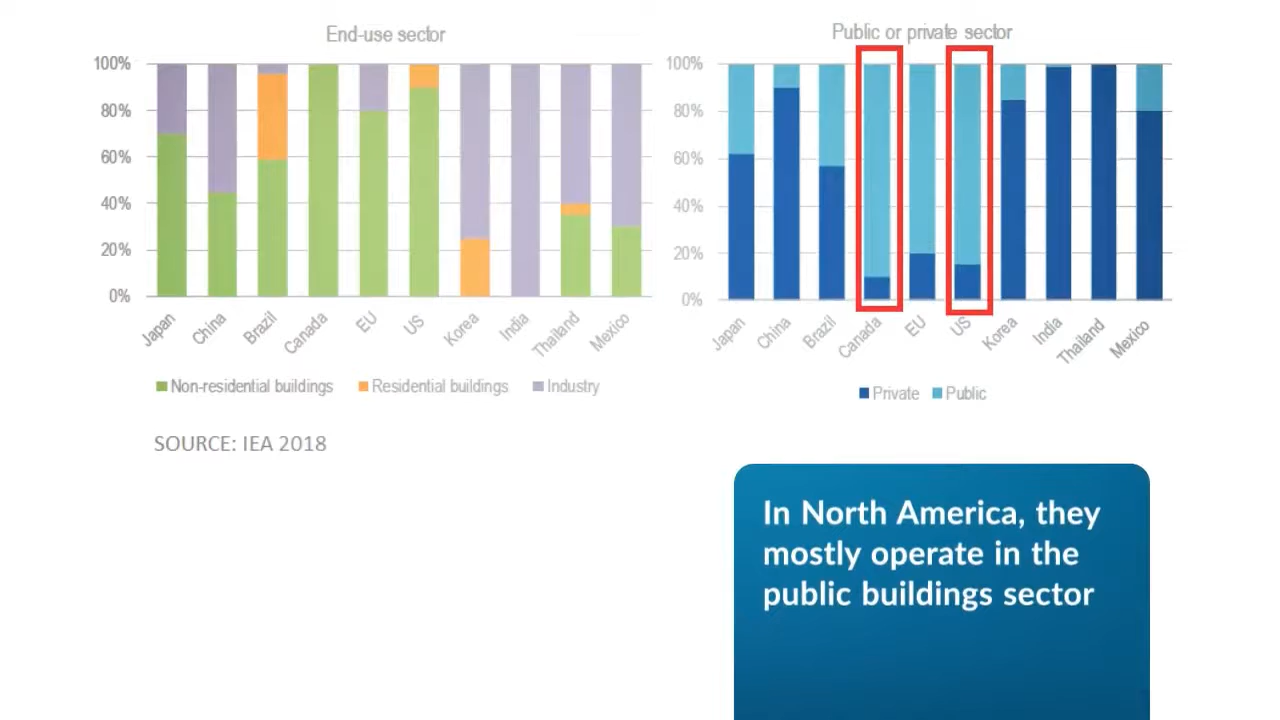 End-use sector
100%
80%
60%
40%
20%
0%
Japan
China
Brazil
Canada
EU
US
Korea
India
Thailand
Mexico
Non-residential buildings Residential buildings Industry
SOURCE: IEA 2018
Public or private sector
100%
80%
60%
40%
20%
0%
Japan
China
Brazil
Canada
EU
US
Korea
India
Thailand
Mexico
Private Public
In North America, they
mostly operate in the
public buildings sector